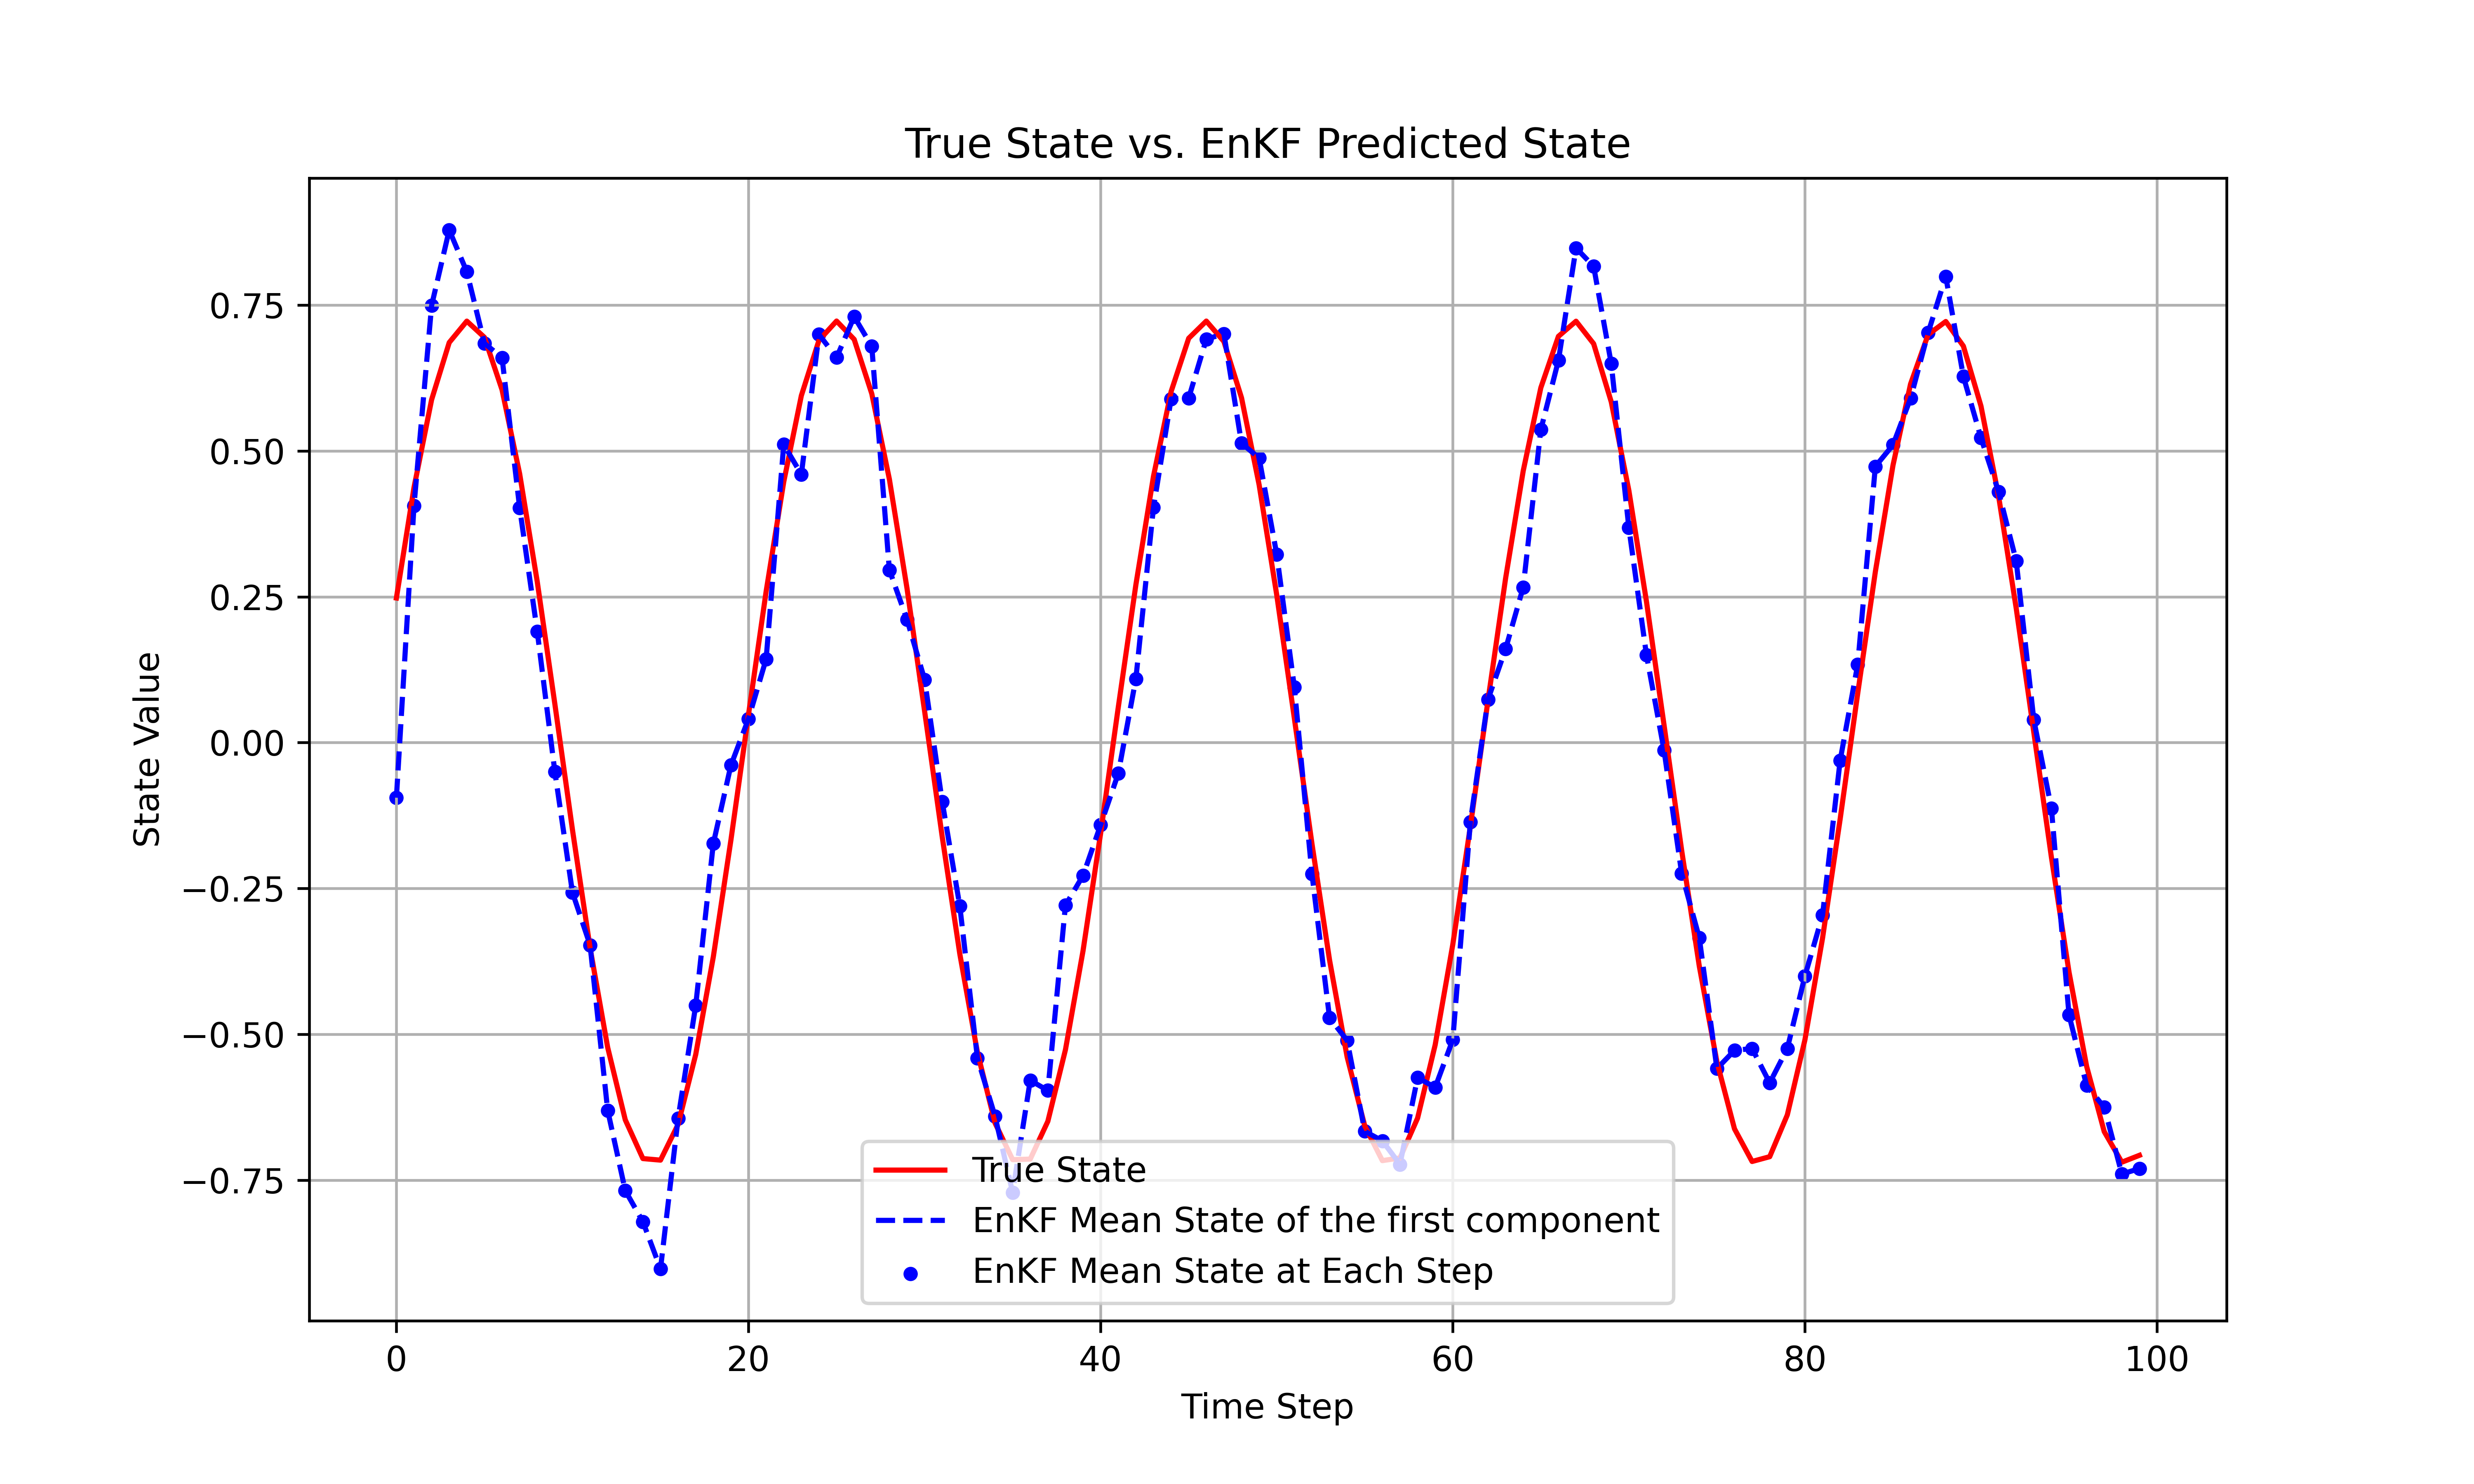 True State vs. EnKF Predicted State
State Value
0.75
0.50
0.25
0.00
−0.25
−0.50
−0.75
True State
EnKF Mean State of the first component
EnKF Mean State at Each Step
0 20 40 60 80 100
Time Step